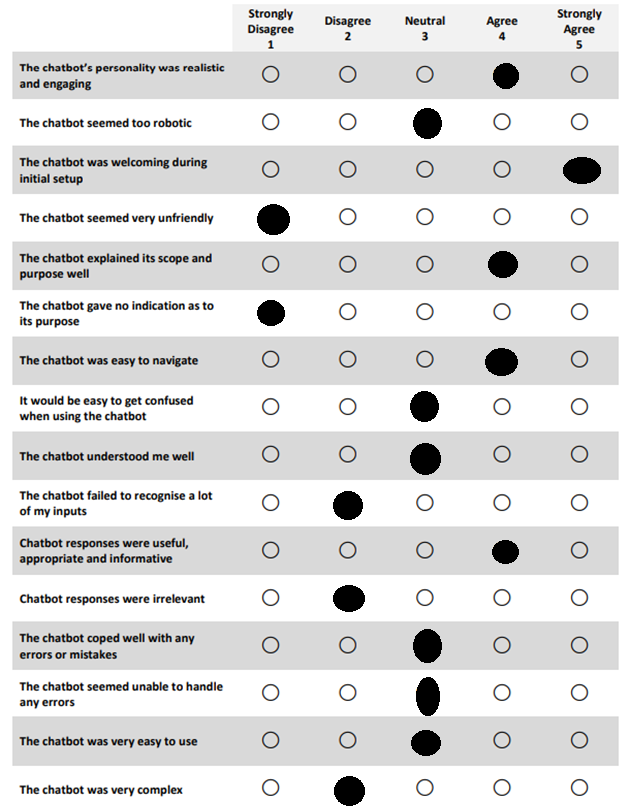 Strongly Disagree 1
Disagree 2
Neutral 3
Agree 4
Strongly Agree 5
The chatbot's personality was realistic
and engaging
The chatbot seemed too robotic
The chatbot was welcoming during
initial setup
The chatbot seemed very unfriendly
The chatbot explained its scope and
purpose well
The chatbot gave no indication as to
its purpose
The chatbot was easy to navigate
It would be easy to get confused
when using the chatbot
The chatbot understood me well
The chatbot failed to recognise a lot
of my inputs
Chatbot responses were useful,
appropriate and informative
Chatbot responses were irrelevant
The chatbot coped well with any
errors or mistakes
The chatbot seemed unable to handle
any errors
The chatbot was very easy to use
The chatbot was very complex